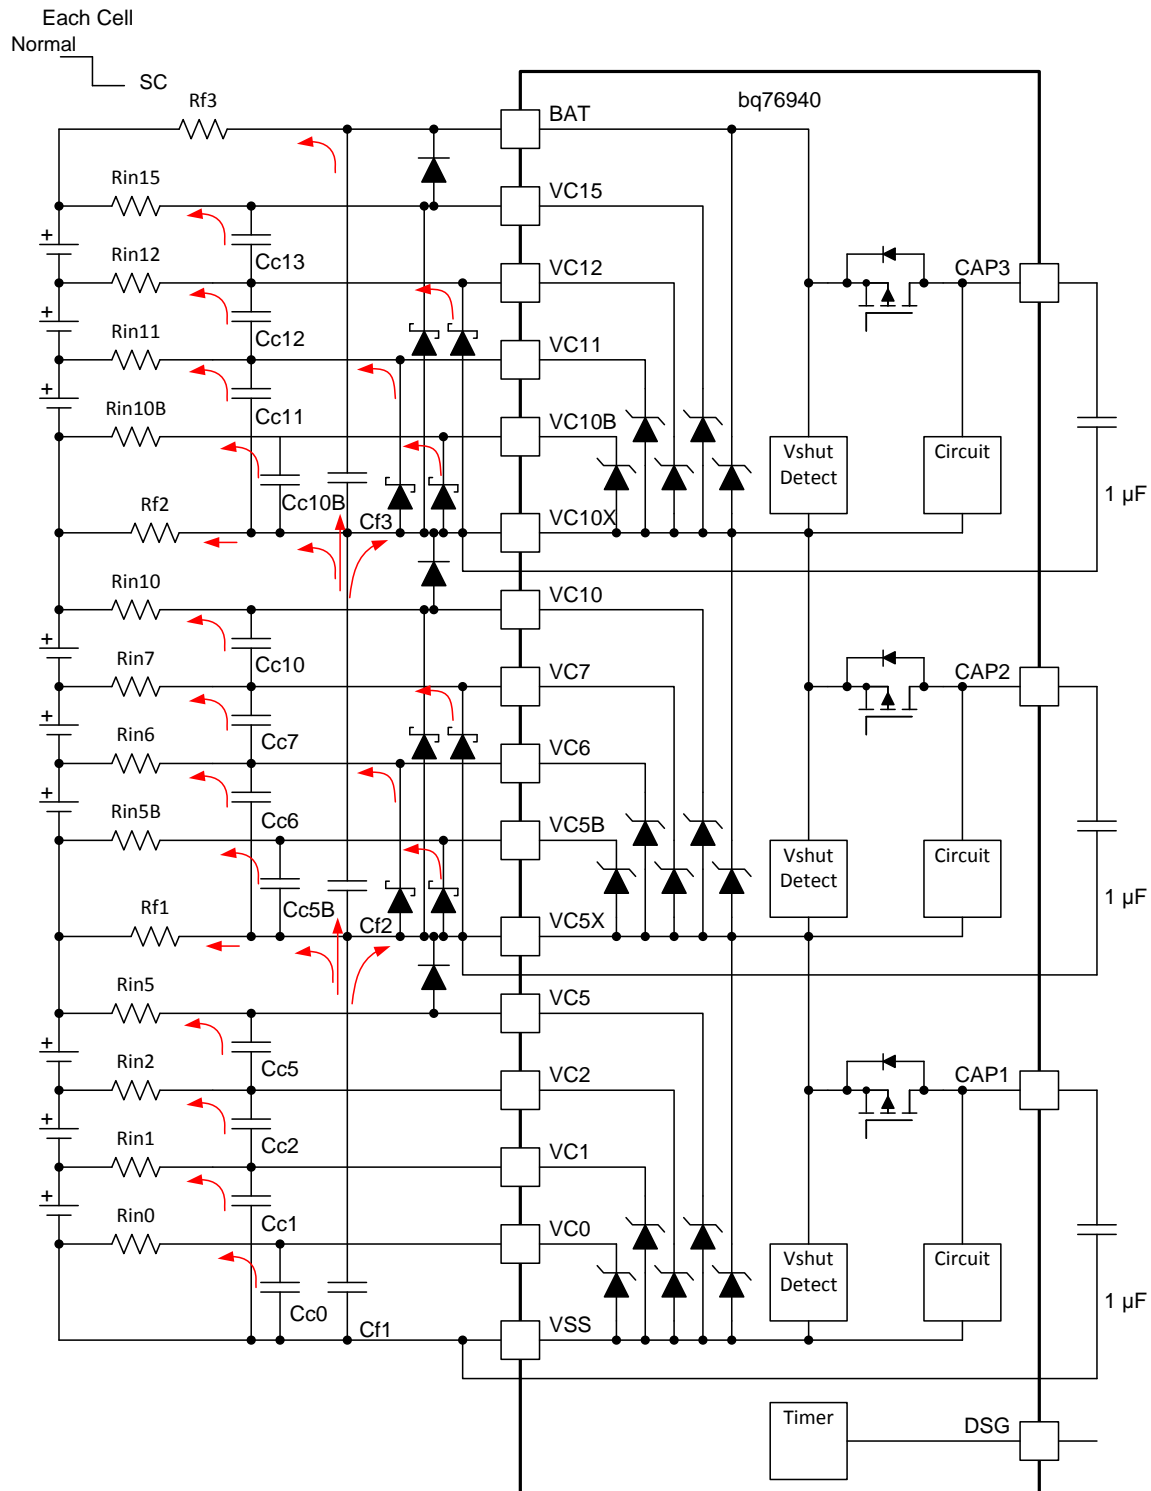 Each Cell
Normal
SC
bq76940
Rf3
BAT
Rin15
VC15
Cc13
Rin12
VC12
CAP3
Cc12
Rin11
VC11
Cc11
Rin10B
VC10B
Vshut
Detect
Circuit
1 µF
Cc10B
Rf2
Cf3
VC10X
Rin10
VC10
Cc10
Rin7
VC7
CAP2
Cc7
Rin6
VC6
Cc6
Rin5B
VC5B
Vshut
Detect
Circuit
1 µF
Cc5B
Rf1
Cf2
VC5X
Rin5
VC5
Cc5
Rin2
VC2
CAP1
Cc2
Rin1
VC1
Cc1
Rin0
VC0
Vshut
Detect
Circuit
1 µF
Cc0
Cf1
VSS
Timer
DSG
+
+
+
+
+
+
+
+
+